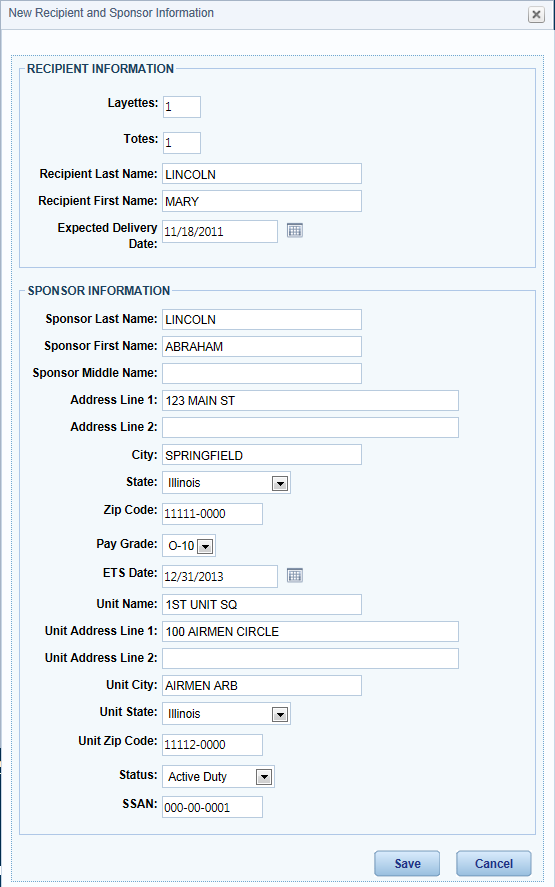 New Recipient and Sponsor Information
RECIPIENT INFORMATION
Layettes: 1
Totes: 1
Recipient Last Name: LINCOLN
Recipient First Name: MARY
Expected Delivery
Date: 11/18/2011
SPONSOR INFORMATION
Sponsor Last Name: LINCOLN
Sponsor First Name: ABRAHAM
Sponsor Middle Name:
Address Line 1: 123 MAIN ST
Address Line 2:
City: SPRINGFIELD
State: Illinois
Zip Code: 11111-0000
Pay Grade: O-10
ETS Date: 12/31/2013
Unit Name: 1ST UNIT SQ
Unit Address Line 1: 100 AIRMEN CIRCLE
Unit Address Line 2:
Unit City: AIRMEN ARB
Unit State: Illinois
Unit Zip Code: 11112-0000
Status: Active Duty
SSAN: 000-00-0001
Save Cancel